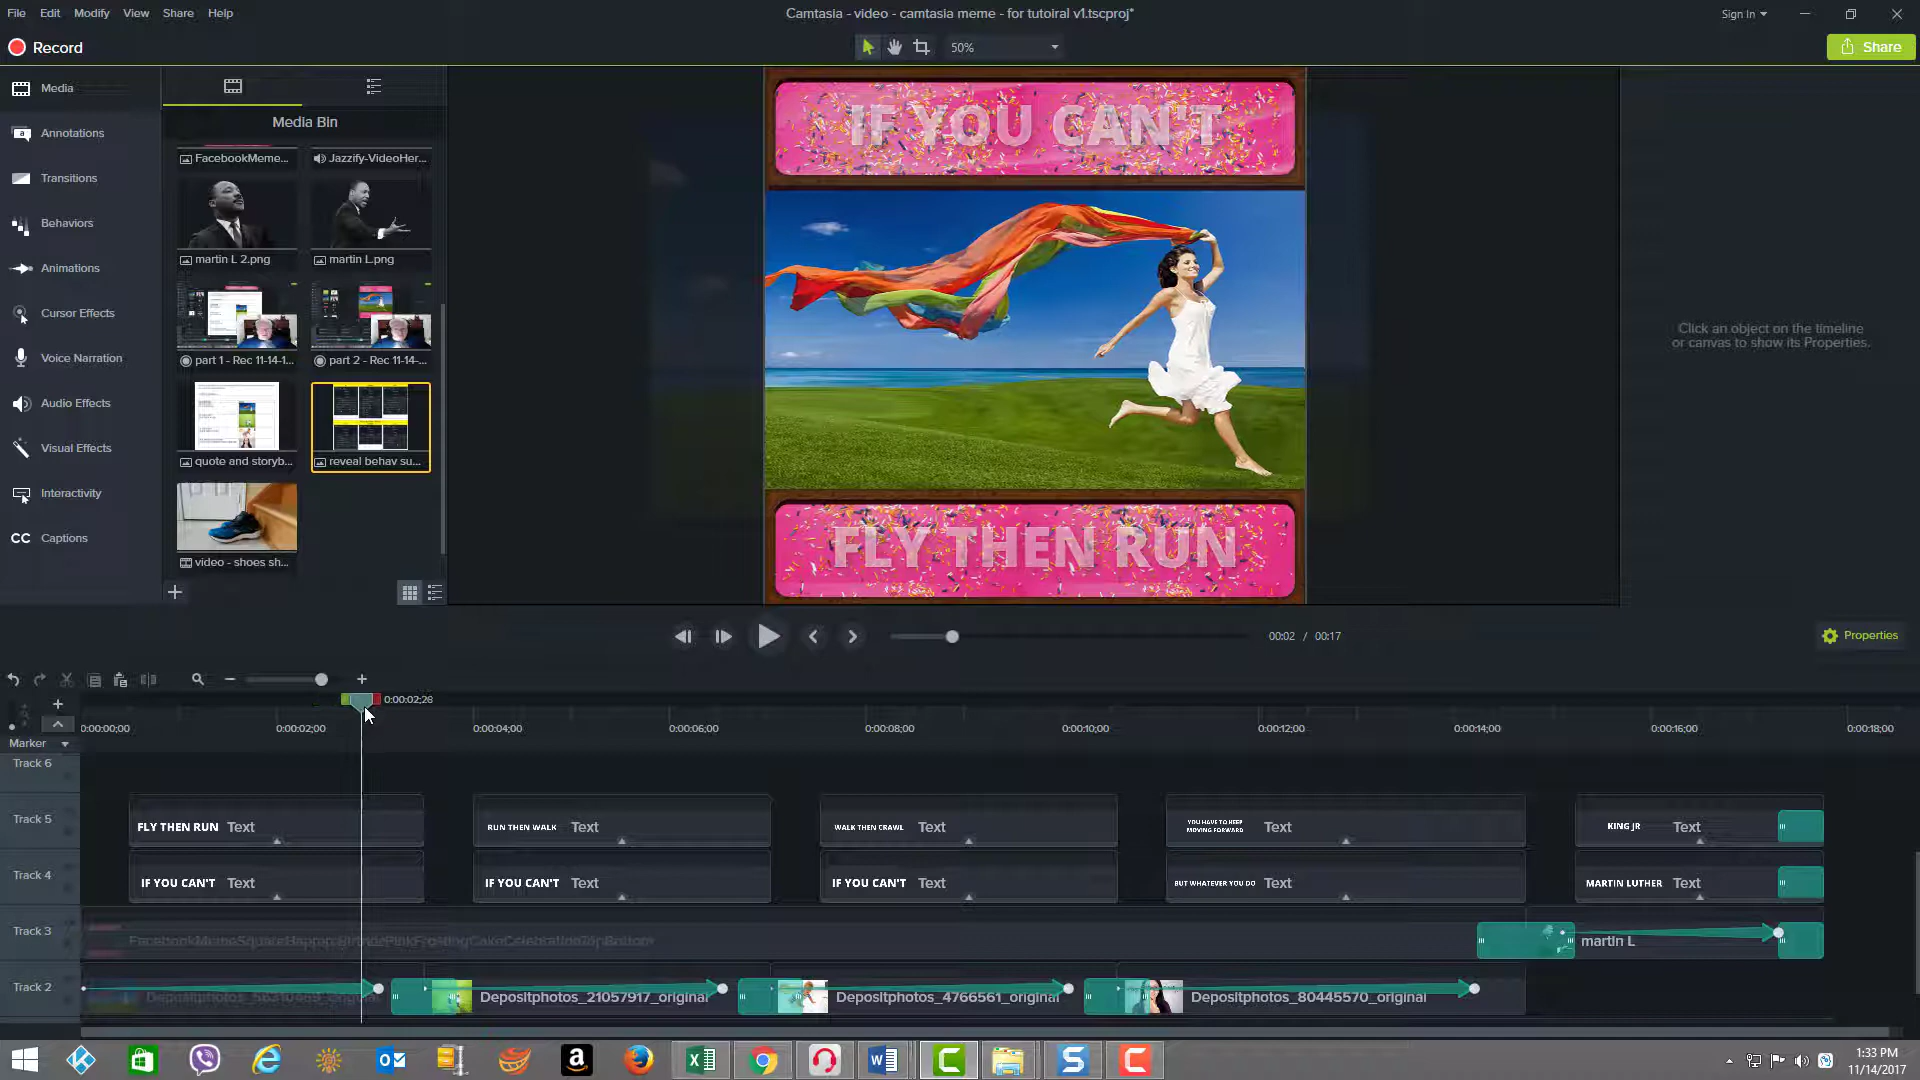 File Edit Modify View Share Help
Camtasia - video - camtasia meme - for tutoiral v1.tscproj*
Sign In
Record
50%
Share
Media
Annotations
Transitions
Behaviors
Animations
Cursor Effects
Voice Narration
Audio Effects
Visual Effects
Interactivity
CC Captions
Media Bin
FacebookMeme... Jazzify-VideoHer...
martin L 2.png martin L.png
part 1 - Rec 11-14-1... part 2 - Rec 11-14-...
quote and storyb... reveal behav su...
video - shoes sh...
IF YOU CAN'T
FLY THEN RUN
Click an object on the timeline
or canvas to show its Properties.
00:02 / 00:17
Properties
0:00:02;26
0:00:00;00 0:00:02;00 0:00:04;00 0:00:06;00 0:00:08;00 0:00:10;00 0:00:12;00 0:00:14;00 0:00:16;00 0:00:18;00
Marker
Track 6
Track 5
FLY THEN RUN Text RUN THEN WALK Text WALK THEN CRAWL Text YOU HAVE TO KEEP MOVING FORWARD Text KING JR Text
Track 4
IF YOU CAN'T Text IF YOU CAN'T Text IF YOU CAN'T Text BUT WHATEVER YOU DO Text MARTIN LUTHER Text
Track 3
martin L
Track 2
Depositphotos_21057917_original Depositphotos_4766561_original Depositphotos_80445570_original
1:33 PM
11/14/2017